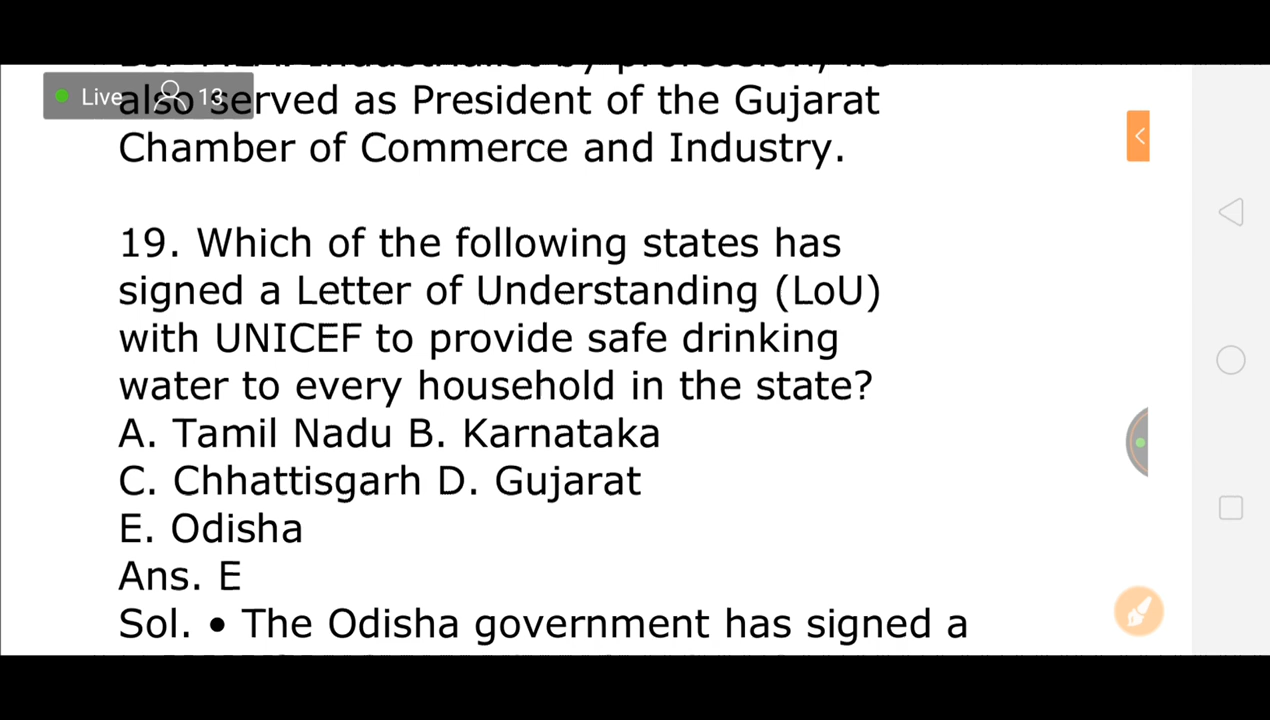 Live 13
also served as President of the Gujarat
Chamber of Commerce and Industry.
19. Which of the following states has
signed a Letter of Understanding (LoU)
with UNICEF to provide safe drinking
water to every household in the state?
A. Tamil Nadu B. Karnataka
C. Chhattisgarh D. Gujarat
E. Odisha
Ans. E
Sol. • The Odisha government has signed a